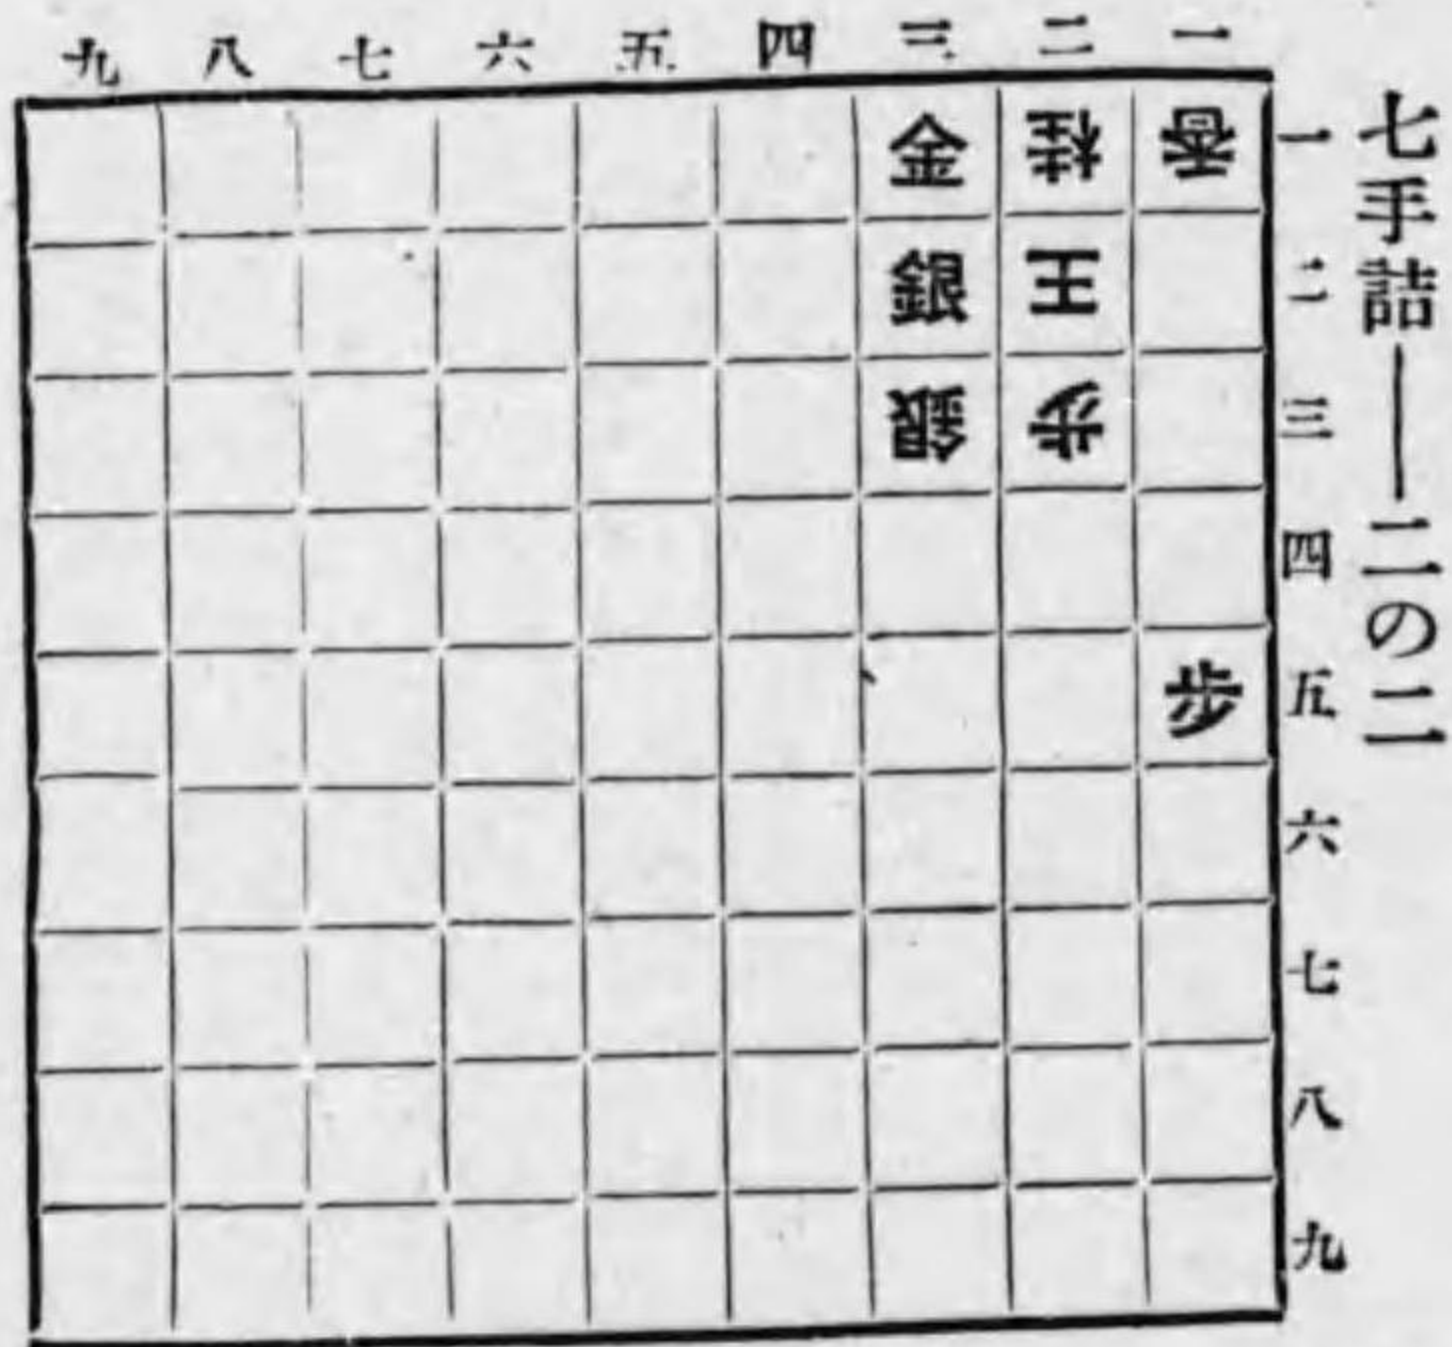 七手詰――二の二
九 八 七 六 五 四 三 二 一
金 桂 香 一
銀 王 二
銀 歩 三
四
歩 五
六
七
八
九